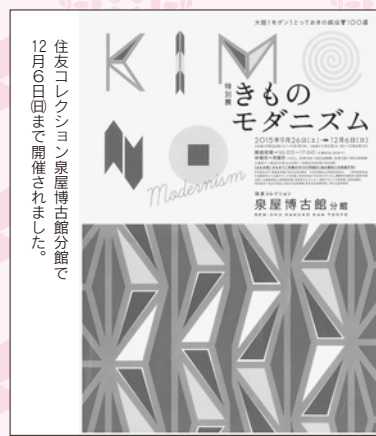 住友コレクション泉屋博古館分館で
12月6日㈰まで開催されました。
大胆！モダン！とっておきの銘仙100選
KIMONO
Modernism
特別展
きもの
モダニズム
2015年9月26日(土)→12月6日(日)
住友コレクション
泉屋博古館分館
SEN-OKU HAKUKO KAN TOKYO